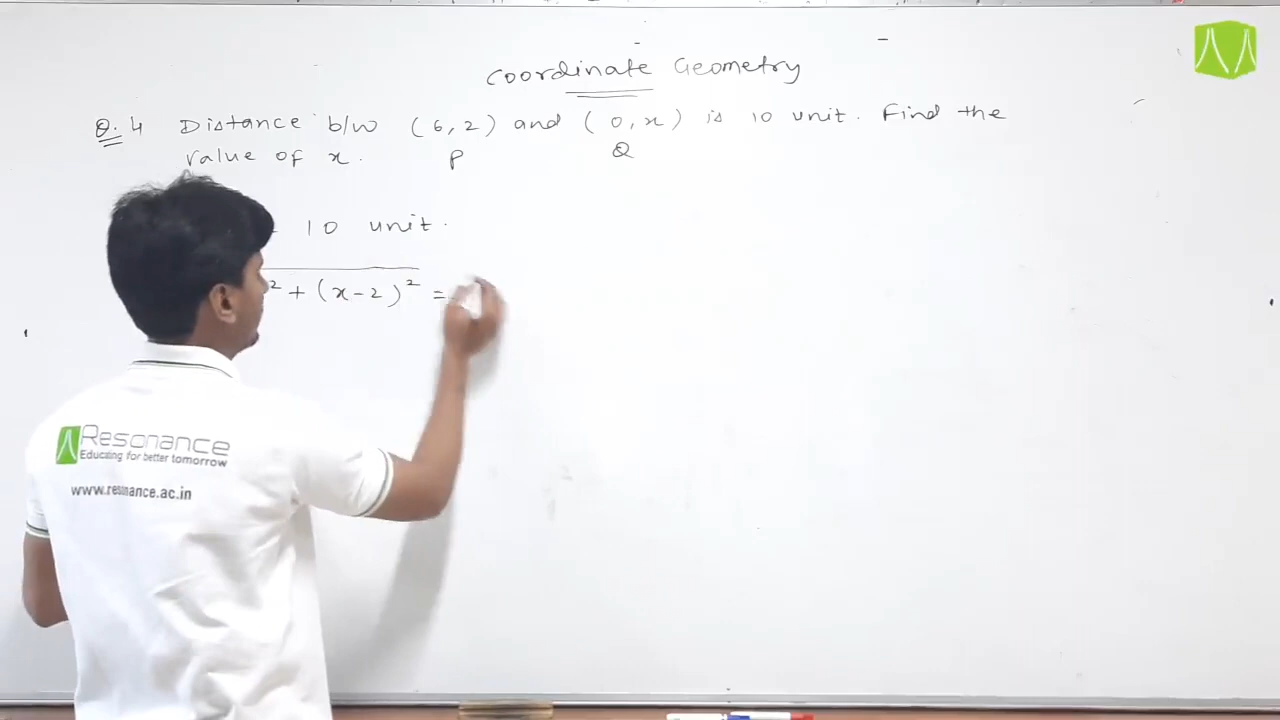 Coordinate Geometry
Q. 4 Distance b/w (6, 2) and (0, x) is 10 unit. Find the
value of x. P Q
10 unit.
² + (x-2)² =
Resonance
Educating for better tomorrow
www.resonance.ac.in